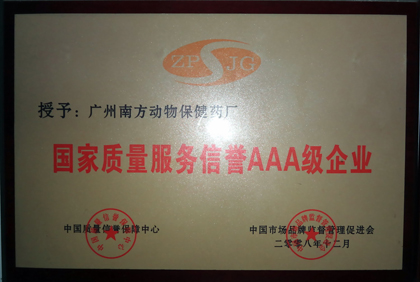 ZP JG
授予：广州南方动物保健药厂
国家质量服务信誉AAA级企业
中国质量信誉保障中心
中国市场品牌监督管理促进会
二零零八年十二月